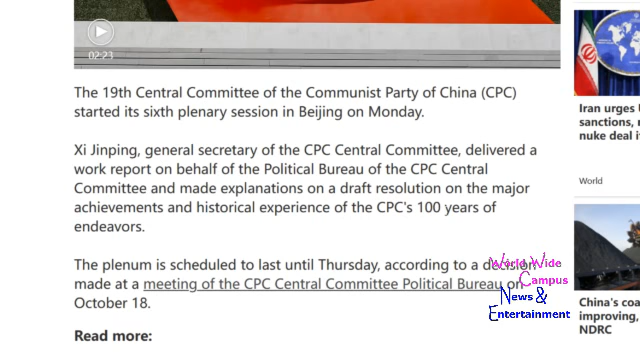 02:23
The 19th Central Committee of the Communist Party of China (CPC)
started its sixth plenary session in Beijing on Monday.
Xi Jinping, general secretary of the CPC Central Committee, delivered a
work report on behalf of the Political Bureau of the CPC Central
Committee and made explanations on a draft resolution on the major
achievements and historical experience of the CPC's 100 years of
endeavors.
The plenum is scheduled to last until Thursday, according to a decision
made at a meeting of the CPC Central Committee Political Bureau on
October 18.
Read more:
World Wide
Campus
News &
Entertainment
Iran urges
sanctions,
nuke deal
World
China's
improving,
NDRC